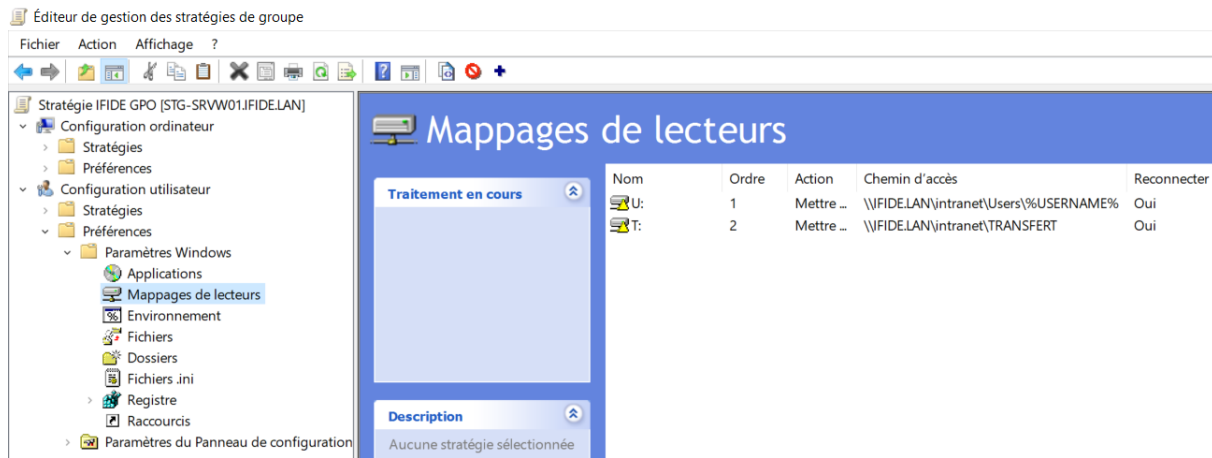 Éditeur de gestion des stratégies de groupe
Fichier Action Affichage ?
Stratégie IFIDE GPO [STG-SRVW01.IFIDE.LAN]
Configuration ordinateur
Stratégies
Préférences
Configuration utilisateur
Stratégies
Préférences
Paramètres Windows
Applications
Mappages de lecteurs
Environnement
Fichiers
Dossiers
Fichiers .ini
Registre
Raccourcis
Paramètres du Panneau de configuration
Mappages de lecteurs
Traitement en cours
Description
Aucune stratégie sélectionnée
Nom Ordre Action Chemin d'accès Reconnecter
U: 1 Mettre ... \\IFIDE.LAN\intranet\Users\%USERNAME% Oui
T: 2 Mettre ... \\IFIDE.LAN\intranet\TRANSFERT Oui